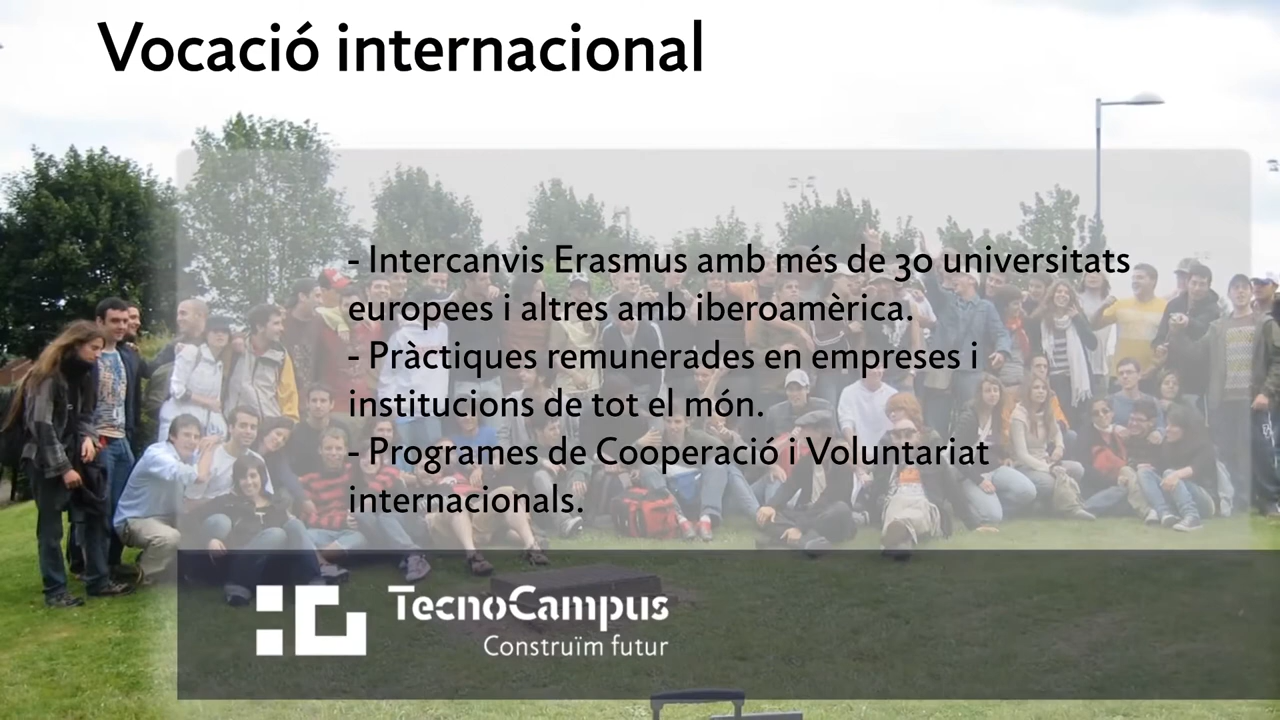 Vocació internacional
- Intercanvis Erasmus amb més de 30 universitats
europees i altres amb iberoamèrica.
- Pràctiques remunerades en empreses i
institucions de tot el món.
- Programes de Cooperació i Voluntariat
internacionals.
TecnoCampus
Construïm futur